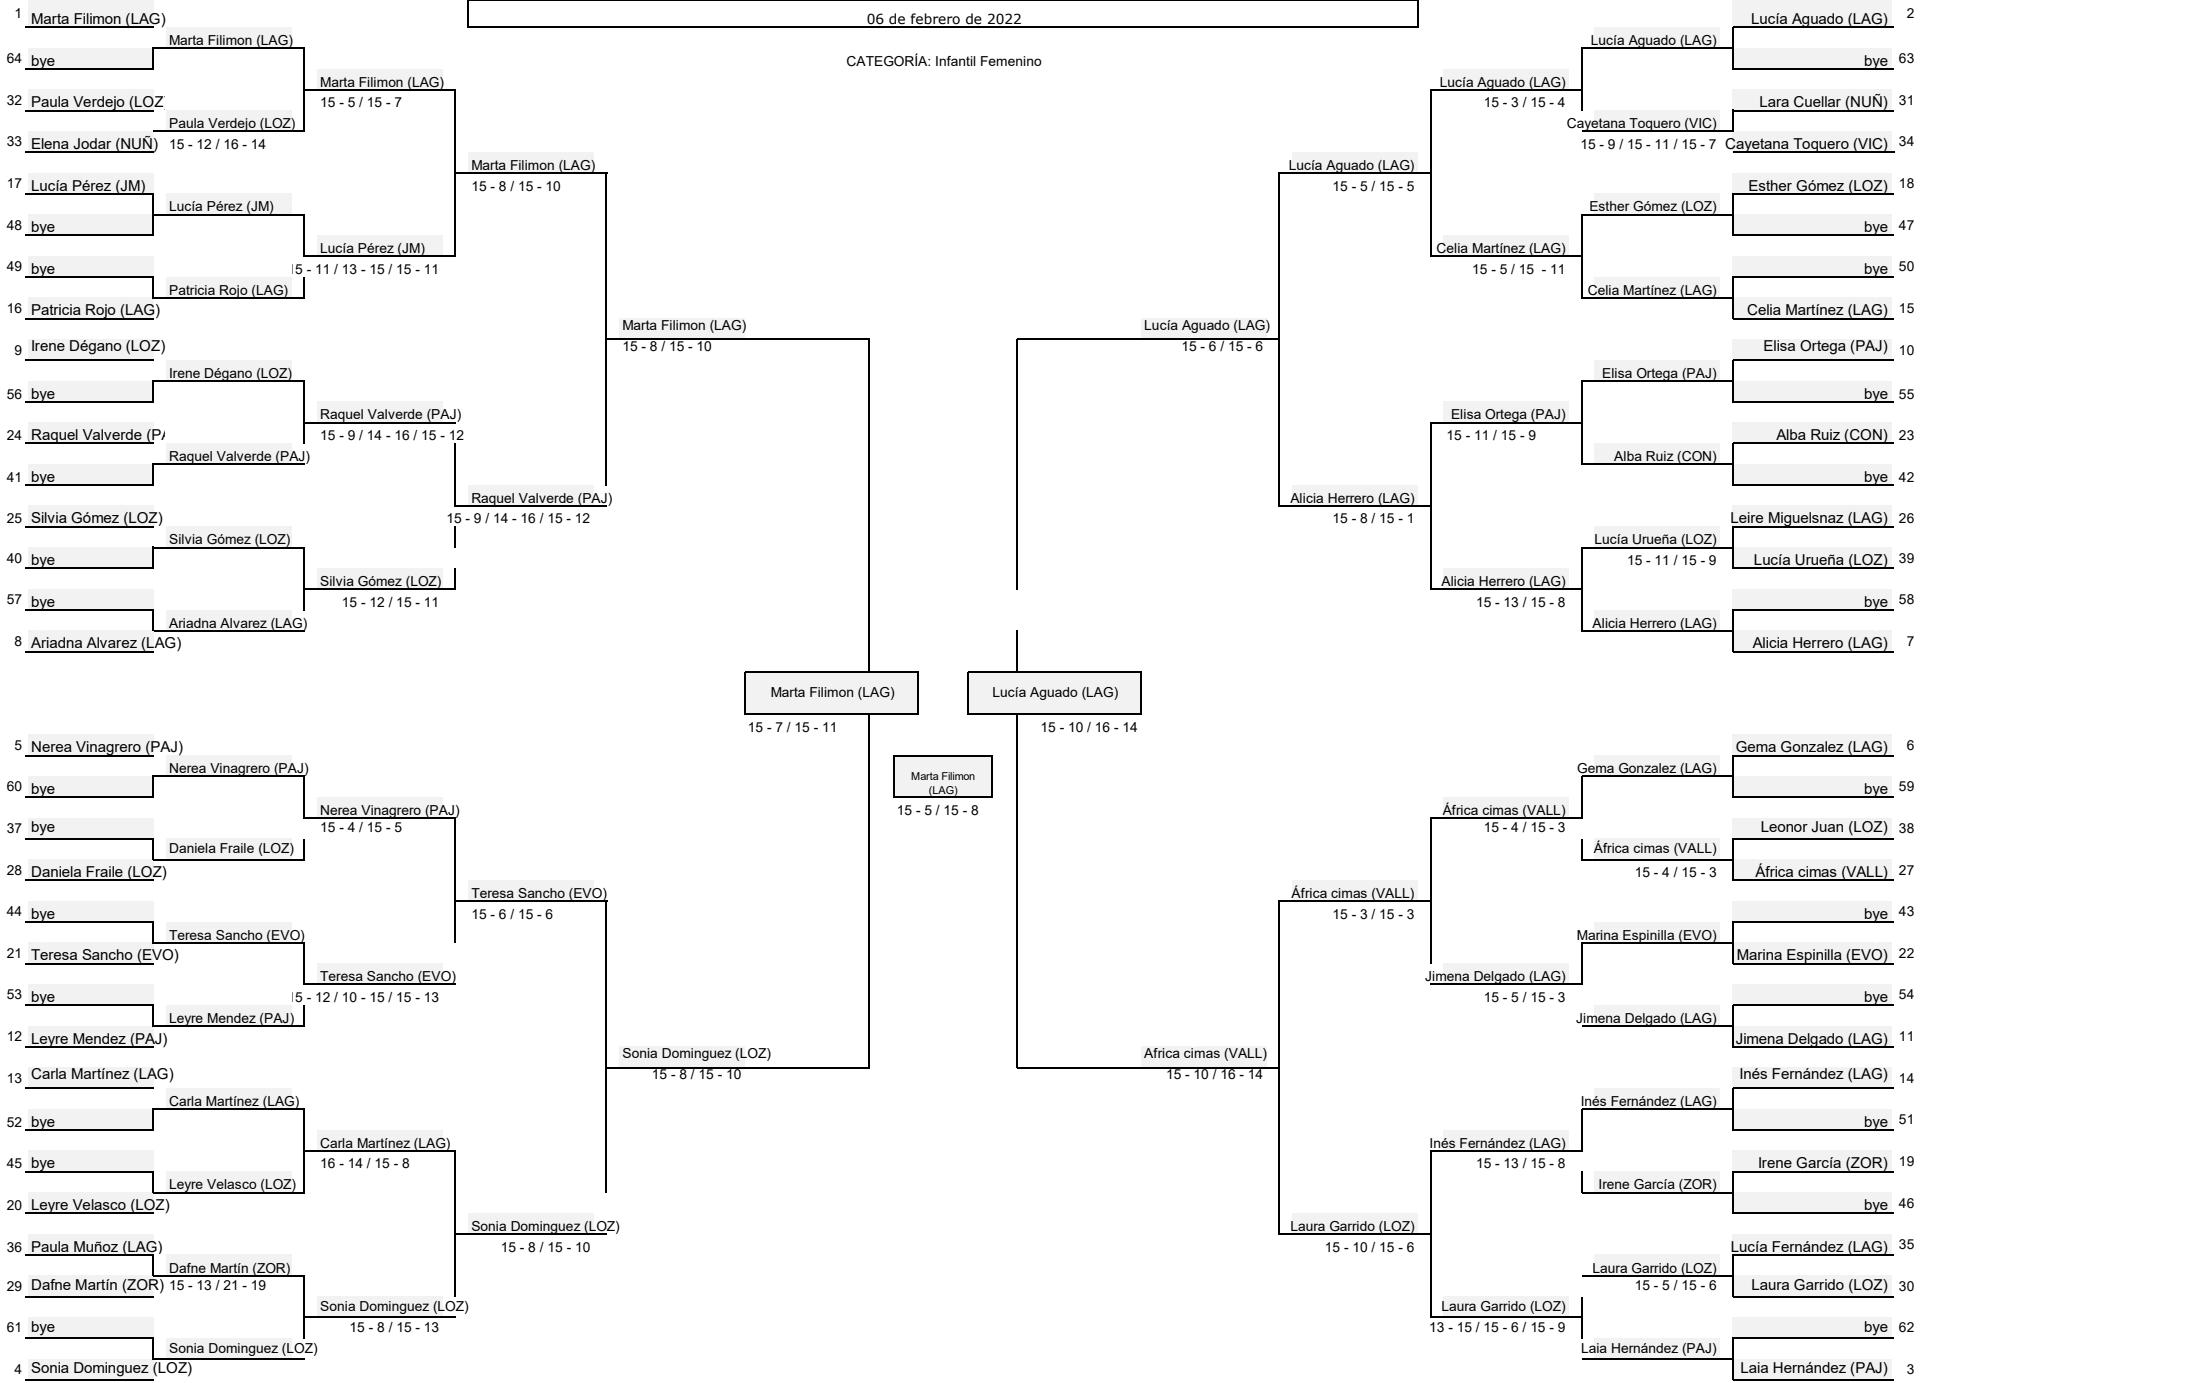 06 de febrero de 2022
CATEGORÍA: Infantil Femenino
1 Marta Filimon (LAG)
Marta Filimon (LAG)
64 bye
Marta Filimon (LAG)
15 - 5 / 15 - 7
32 Paula Verdejo (LOZ
Paula Verdejo (LOZ)
33 Elena Jodar (NUÑ) 15 - 12 / 16 - 14
Marta Filimon (LAG)
15 - 8 / 15 - 10
17 Lucía Pérez (JM)
Lucía Pérez (JM)
48 bye
Lucía Pérez (JM)
15 - 11 / 13 - 15 / 15 - 11
49 bye
Patricia Rojo (LAG)
16 Patricia Rojo (LAG)
Marta Filimon (LAG)
15 - 8 / 15 - 10
9 Irene Dégano (LOZ)
Irene Dégano (LOZ)
56 bye
Raquel Valverde (PAJ)
15 - 9 / 14 - 16 / 15 - 12
24 Raquel Valverde (PA
Raquel Valverde (PAJ)
41 bye
Raquel Valverde (PAJ)
15 - 9 / 14 - 16 / 15 - 12
25 Silvia Gómez (LOZ)
Silvia Gómez (LOZ)
40 bye
Silvia Gómez (LOZ)
15 - 12 / 15 - 11
57 bye
Ariadna Alvarez (LAG)
8 Ariadna Alvarez (LAG)
Marta Filimon (LAG)
15 - 7 / 15 - 11
5 Nerea Vinagrero (PAJ)
Nerea Vinagrero (PAJ)
60 bye
Nerea Vinagrero (PAJ)
15 - 4 / 15 - 5
37 bye
Daniela Fraile (LOZ)
28 Daniela Fraile (LOZ)
Teresa Sancho (EVO)
15 - 6 / 15 - 6
44 bye
Teresa Sancho (EVO)
21 Teresa Sancho (EVO)
Teresa Sancho (EVO)
15 - 12 / 10 - 15 / 15 - 13
53 bye
Leyre Mendez (PAJ)
12 Leyre Mendez (PAJ)
Sonia Dominguez (LOZ)
15 - 8 / 15 - 10
13 Carla Martínez (LAG)
Carla Martínez (LAG)
52 bye
Carla Martínez (LAG)
16 - 14 / 15 - 8
45 bye
Leyre Velasco (LOZ)
20 Leyre Velasco (LOZ)
Sonia Dominguez (LOZ)
15 - 8 / 15 - 10
36 Paula Muñoz (LAG)
Dafne Martín (ZOR)
29 Dafne Martín (ZOR) 15 - 13 / 21 - 19
Sonia Dominguez (LOZ)
15 - 8 / 15 - 13
61 bye
Sonia Dominguez (LOZ)
4 Sonia Dominguez (LOZ)
Marta Filimon
(LAG)
15 - 5 / 15 - 8
Lucía Aguado (LAG) 2
Lucía Aguado (LAG)
bye 63
Lucía Aguado (LAG)
15 - 3 / 15 - 4
Lara Cuellar (NUÑ) 31
Cayetana Toquero (VIC)
15 - 9 / 15 - 11 / 15 - 7 Cayetana Toquero (VIC) 34
Lucía Aguado (LAG)
15 - 5 / 15 - 5
Esther Gómez (LOZ) 18
Esther Gómez (LOZ)
bye 47
Celia Martínez (LAG)
15 - 5 / 15  - 11
bye 50
Celia Martínez (LAG)
Celia Martínez (LAG) 15
Lucía Aguado (LAG)
15 - 6 / 15 - 6
Elisa Ortega (PAJ) 10
Elisa Ortega (PAJ)
bye 55
Elisa Ortega (PAJ)
15 - 11 / 15 - 9
Alba Ruiz (CON) 23
Alba Ruiz (CON)
bye 42
Alicia Herrero (LAG)
15 - 8 / 15 - 1
Leire Miguelsnaz (LAG) 26
Lucía Urueña (LOZ)
15 - 11 / 15 - 9
Lucía Urueña (LOZ) 39
Alicia Herrero (LAG)
15 - 13 / 15 - 8
bye 58
Alicia Herrero (LAG)
Alicia Herrero (LAG) 7
Lucía Aguado (LAG)
15 - 10 / 16 - 14
Gema Gonzalez (LAG) 6
Gema Gonzalez (LAG)
bye 59
África cimas (VALL)
15 - 4 / 15 - 3
Leonor Juan (LOZ) 38
África cimas (VALL)
15 - 4 / 15 - 3
África cimas (VALL) 27
África cimas (VALL)
15 - 3 / 15 - 3
bye 43
Marina Espinilla (EVO)
Marina Espinilla (EVO) 22
Jimena Delgado (LAG)
15 - 5 / 15 - 3
bye 54
Jimena Delgado (LAG)
Jimena Delgado (LAG) 11
Africa cimas (VALL)
15 - 10 / 16 - 14
Inés Fernández (LAG) 14
Inés Fernández (LAG)
bye 51
Inés Fernández (LAG)
15 - 13 / 15 - 8
Irene García (ZOR) 19
Irene García (ZOR)
bye 46
Laura Garrido (LOZ)
15 - 10 / 15 - 6
Lucía Fernández (LAG) 35
Laura Garrido (LOZ)
15 - 5 / 15 - 6
Laura Garrido (LOZ) 30
Laura Garrido (LOZ)
13 - 15 / 15 - 6 / 15 - 9
bye 62
Laia Hernández (PAJ)
Laia Hernández (PAJ) 3